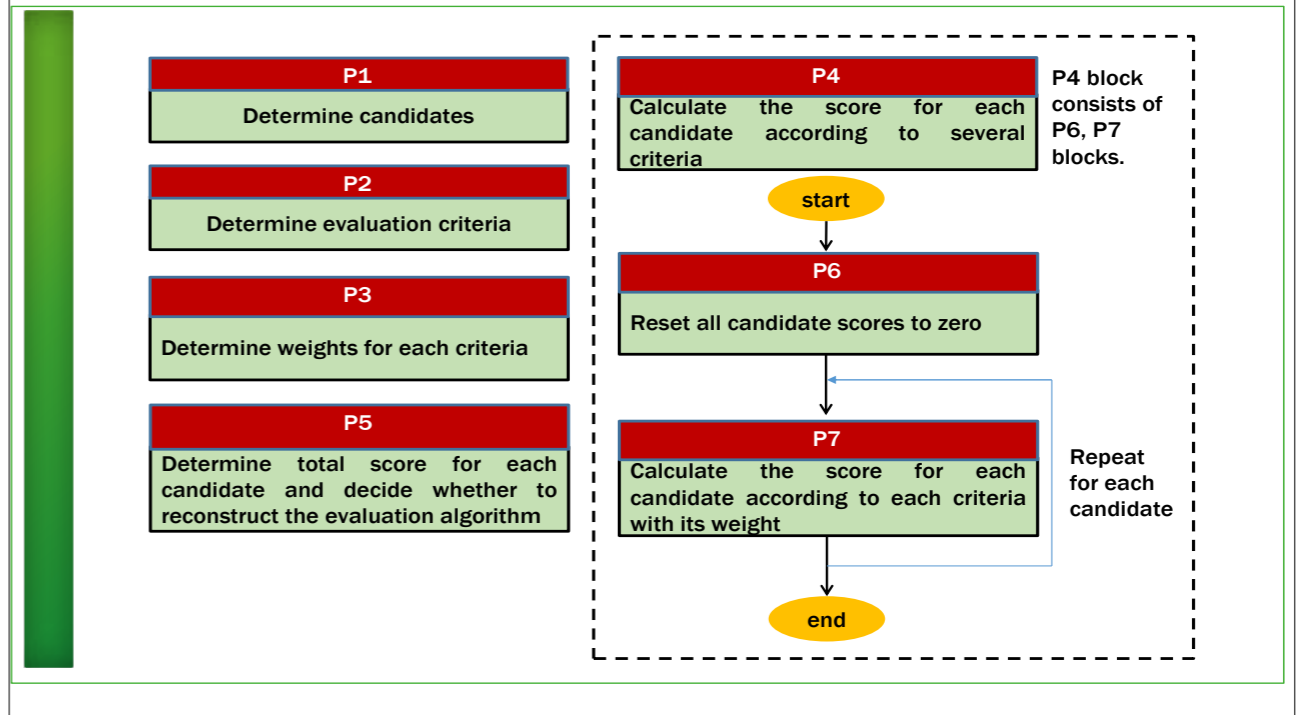 P1
Determine candidates
P2
Determine evaluation criteria
P3
Determine weights for each criteria
P5
Determine total score for each
candidate and decide whether to
reconstruct the evaluation algorithm
P4
Calculate the score for each
candidate according to several
criteria
P4 block
consists of
P6, P7
blocks.
start
P6
Reset all candidate scores to zero
P7
Calculate the score for each
candidate according to each criteria
with its weight
Repeat
for each
candidate
end